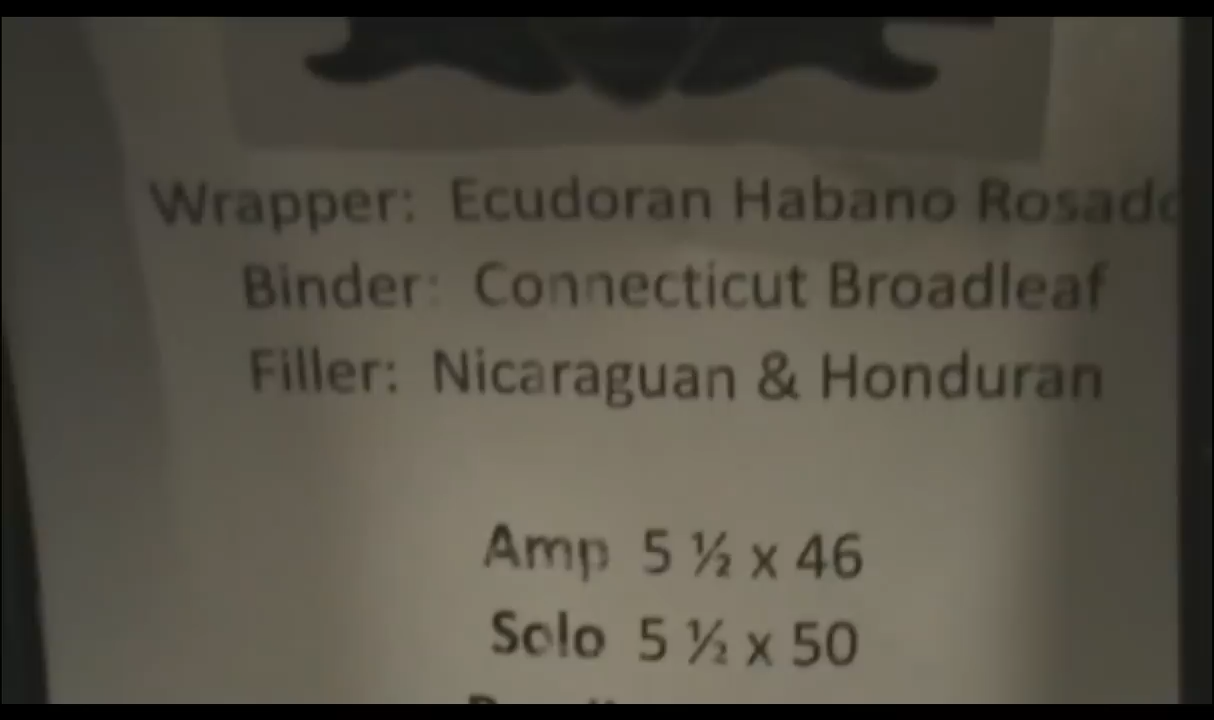 Wrapper: Ecudoran Habano Rosado
Binder: Connecticut Broadleaf
Filler: Nicaraguan & Honduran
Amp 5 ½ x 46
Solo 5 ½ x 50